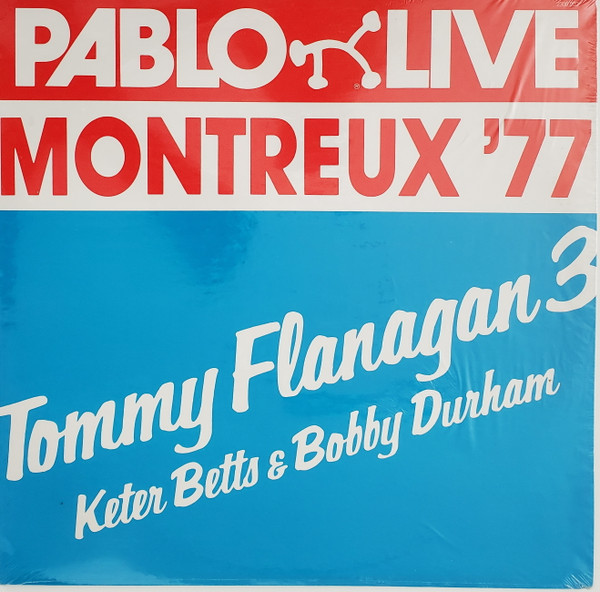 PABLO LIVE
®
MONTREUX '77
Tommy Flanagan 3
Keter Betts & Bobby Durham